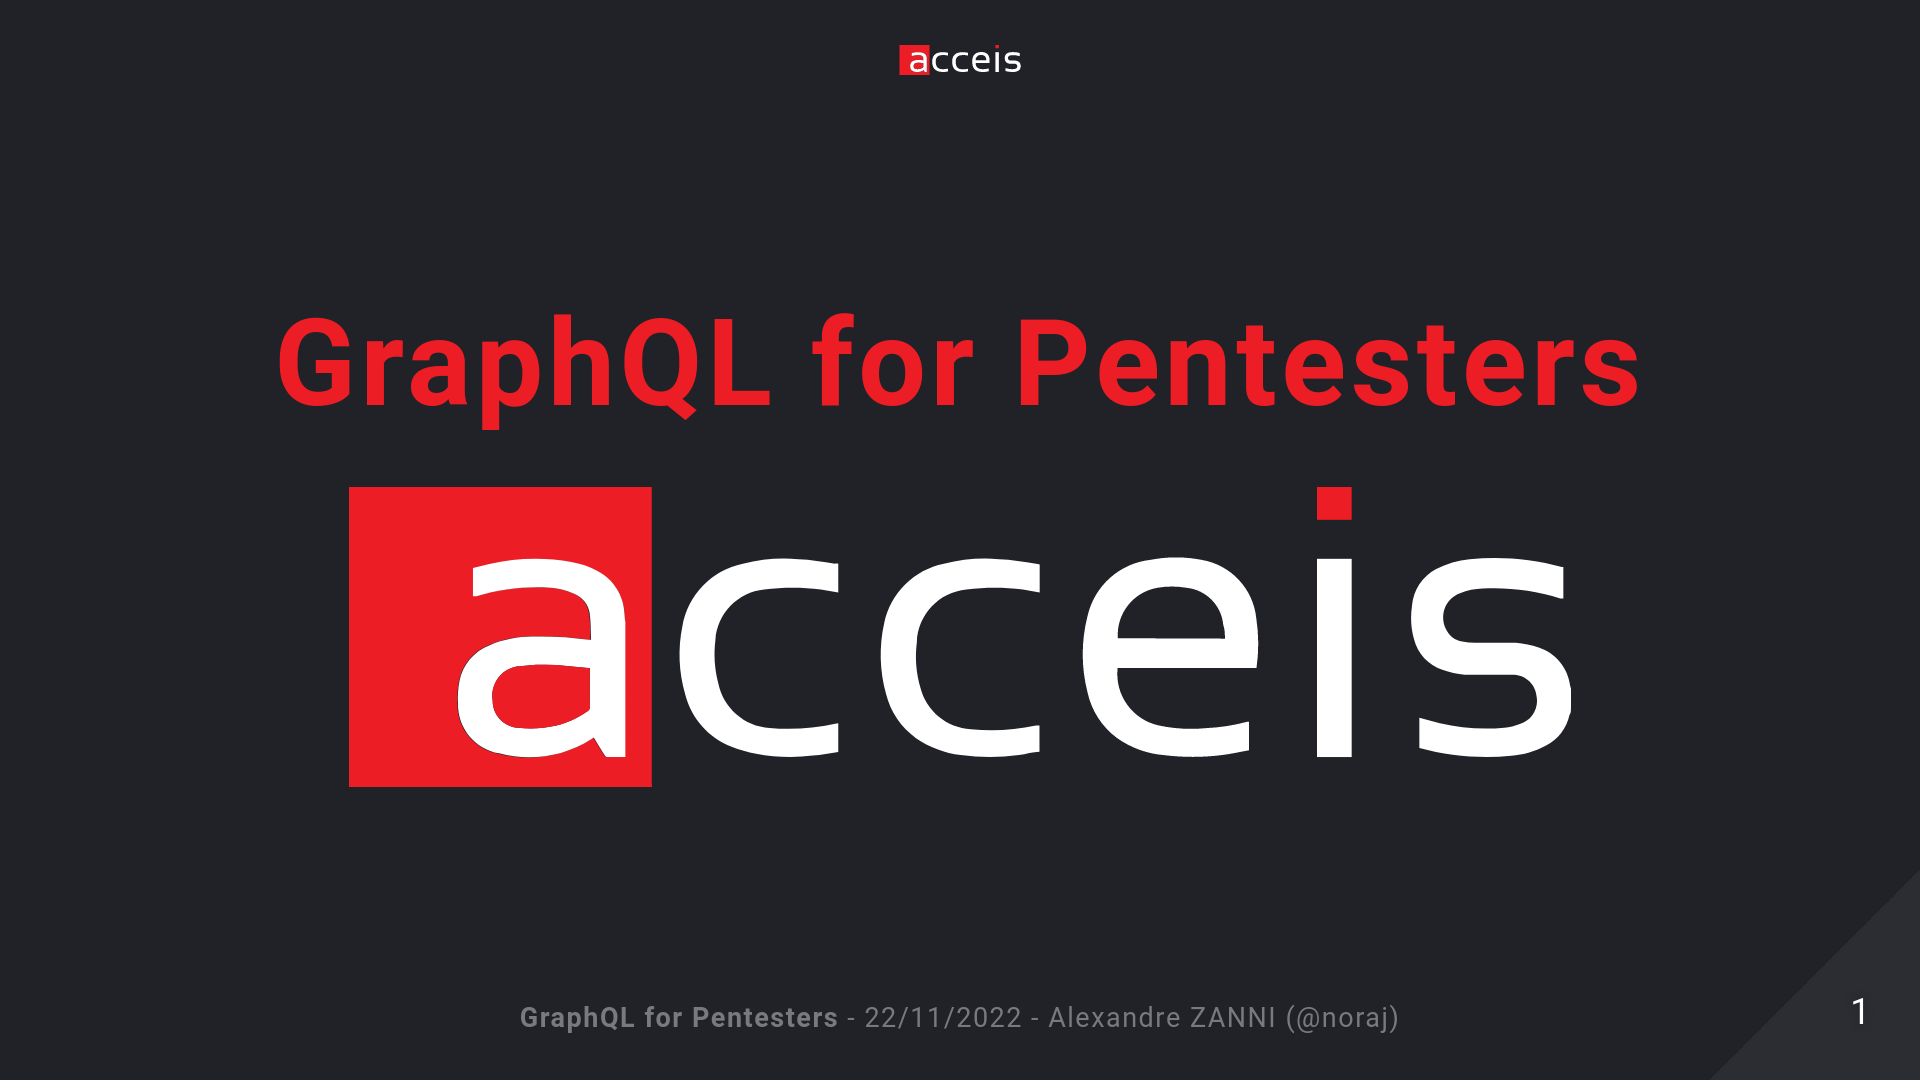 acceis
GraphQL for Pentesters
acceis
GraphQL for Pentesters - 22/11/2022 - Alexandre ZANNI (@noraj)
1